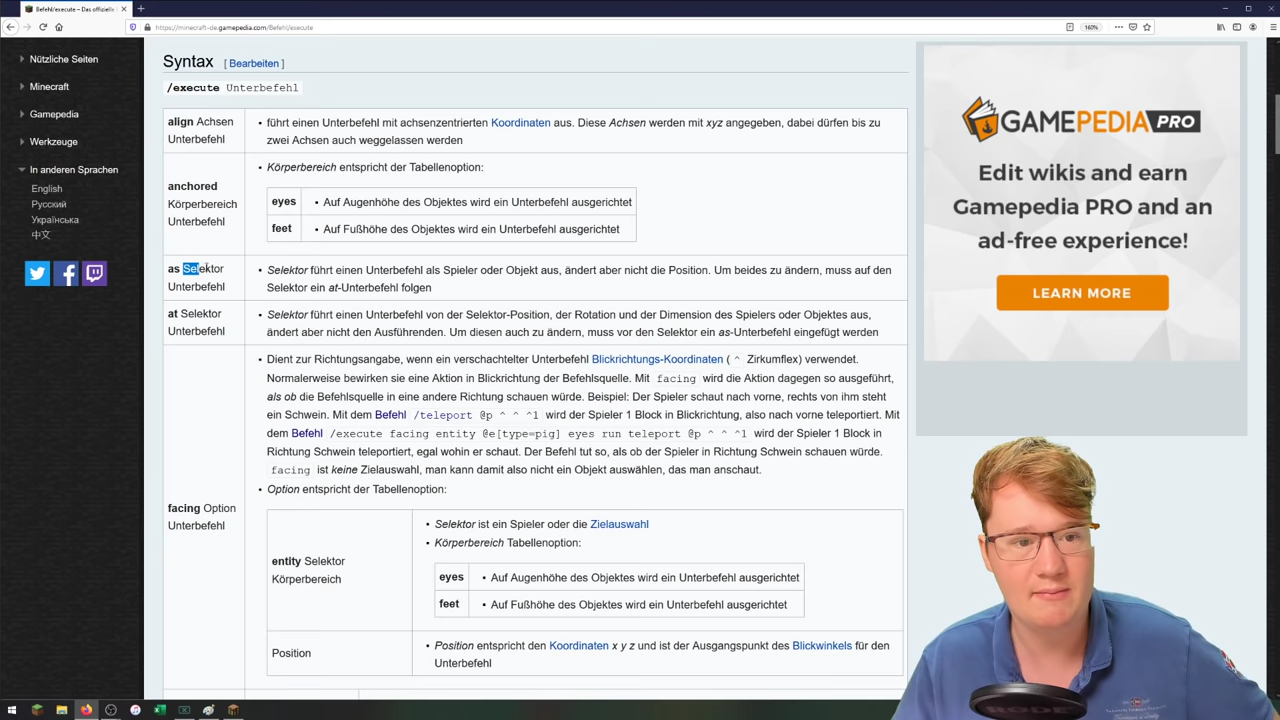 Befehl/execute – Das offizielle
https://minecraft-de.gamepedia.com/Befehl/execute
160%
Nützliche Seiten
Minecraft
Gamepedia
Werkzeuge
In anderen Sprachen
English
Русский
Українська
中文
Syntax [ Bearbeiten ]
/execute Unterbefehl
align Achsen
Unterbefehl
führt einen Unterbefehl mit achsenzentrierten Koordinaten aus. Diese Achsen werden mit xyz angegeben, dabei dürfen bis zu
zwei Achsen auch weggelassen werden
anchored
Körperbereich
Unterbefehl
Körperbereich entspricht der Tabellenoption:
eyes
Auf Augenhöhe des Objektes wird ein Unterbefehl ausgerichtet
feet
Auf Fußhöhe des Objektes wird ein Unterbefehl ausgerichtet
as Selektor
Unterbefehl
Selektor führt einen Unterbefehl als Spieler oder Objekt aus, ändert aber nicht die Position. Um beides zu ändern, muss auf den
Selektor ein at-Unterbefehl folgen
at Selektor
Unterbefehl
Selektor führt einen Unterbefehl von der Selektor-Position, der Rotation und der Dimension des Spielers oder Objektes aus,
ändert aber nicht den Ausführenden. Um diesen auch zu ändern, muss vor den Selektor ein as-Unterbefehl eingefügt werden
facing Option
Unterbefehl
Dient zur Richtungsangabe, wenn ein verschachtelter Unterbefehl Blickrichtungs-Koordinaten ( ^ Zirkumflex) verwendet.
Normalerweise bewirken sie eine Aktion in Blickrichtung der Befehlsquelle. Mit facing wird die Aktion dagegen so ausgeführt,
als ob die Befehlsquelle in eine andere Richtung schauen würde. Beispiel: Der Spieler schaut nach vorne, rechts von ihm steht
ein Schwein. Mit dem Befehl /teleport @p ^ ^ ^1 wird der Spieler 1 Block in Blickrichtung, also nach vorne teleportiert. Mit
dem Befehl /execute facing entity @e[type=pig] eyes run teleport @p ^ ^ ^1 wird der Spieler 1 Block in
Richtung Schwein teleportiert, egal wohin er schaut. Der Befehl tut so, als ob der Spieler in Richtung Schwein schauen würde.
facing ist keine Zielauswahl, man kann damit also nicht ein Objekt auswählen, das man anschaut.
Option entspricht der Tabellenoption:
entity Selektor
Körperbereich
Selektor ist ein Spieler oder die Zielauswahl
Körperbereich Tabellenoption:
eyes
Auf Augenhöhe des Objektes wird ein Unterbefehl ausgerichtet
feet
Auf Fußhöhe des Objektes wird ein Unterbefehl ausgerichtet
Position
Position entspricht den Koordinaten x y z und ist der Ausgangspunkt des Blickwinkels für den
Unterbefehl
GAMEPEDIA PRO
Edit wikis and earn
Gamepedia PRO and an
ad-free experience!
LEARN MORE
RODE